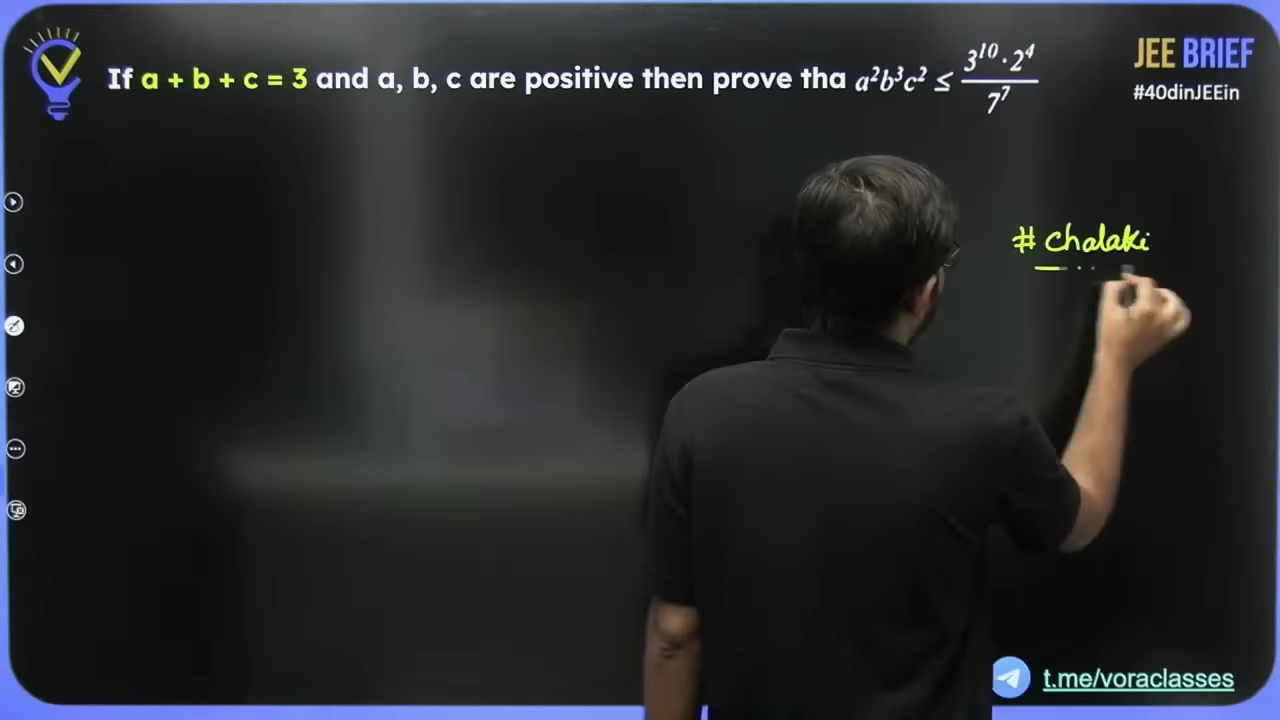 If a + b + c = 3 and a, b, c are positive then prove tha a²b³c² ≤ 3¹⁰·2⁴ / 7⁷
JEE BRIEF
#40dinJEEin
# chalaki
t.me/voraclasses